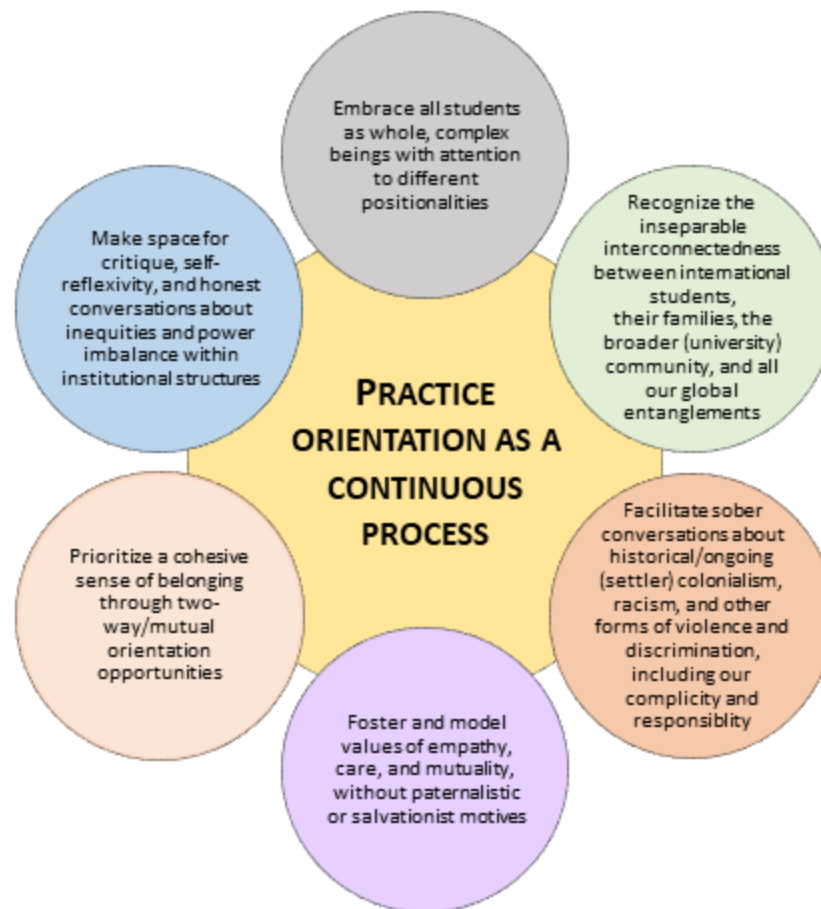 Embrace all students
as whole, complex
beings with attention
to different
positionalities
Recognize the
inseparable
interconnectedness
between international
students,
their families, the
broader (university)
community, and all
our global
entanglements
Facilitate sober
conversations about
historical/ongoing
(settler) colonialism,
racism, and other
forms of violence and
discrimination,
including our
complicity and
responsiblity
Foster and model
values of empathy,
care, and mutuality,
without paternalistic
or salvationist motives
Prioritize a cohesive
sense of belonging
through two-
way/mutual
orientation
opportunities
Make space for
critique, self-
reflexivity, and honest
conversations about
inequities and power
imbalance within
institutional structures
PRACTICE
ORIENTATION AS A
CONTINUOUS
PROCESS